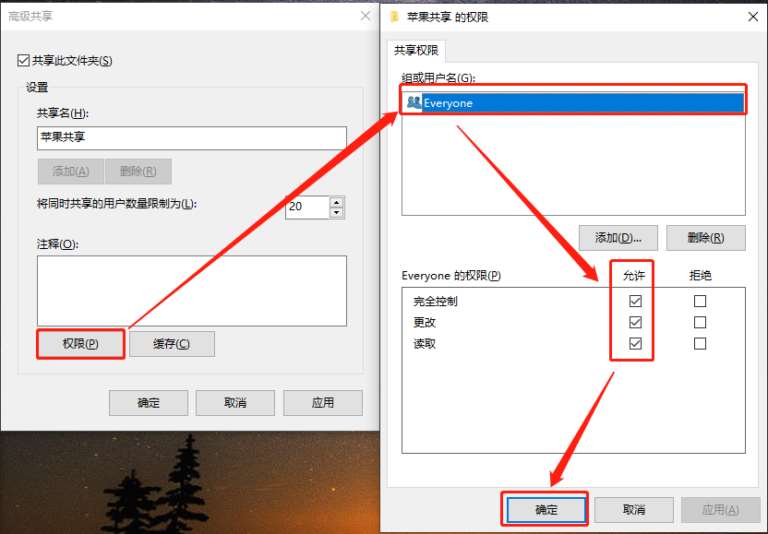 高级共享
共享此文件夹(S)
设置
共享名(H):
苹果共享
添加(A)
删除(R)
将同时共享的用户数量限制为(L):
20
注释(O):
权限(P)
缓存(C)
确定
取消
应用
苹果共享 的权限
共享权限
组或用户名(G):
Everyone
添加(D)...
删除(R)
Everyone 的权限(P)
允许
拒绝
完全控制
更改
读取
确定
取消
应用(A)